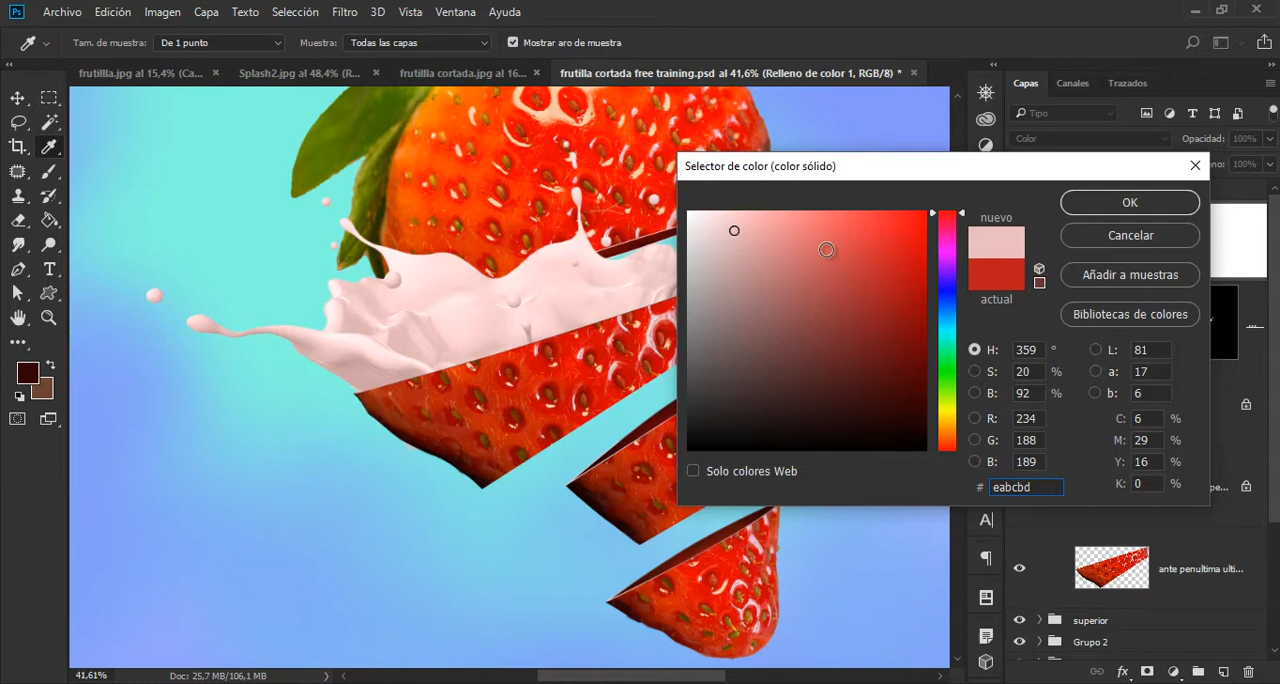 Ps Archivo Edición Imagen Capa Texto Selección Filtro 3D Vista Ventana Ayuda
Tam. de muestra: De 1 punto Muestra: Todas las capas Mostrar aro de muestra
frutillla.jpg al 15,4% (Ca... × Splash2.jpg al 48,4% (R... × frutillla cortada.jpg al 16... × frutilla cortada free training.psd al 41,6% (Relleno de color 1, RGB/8) * ×
Capas Canales Trazados
Tipo
Color Opacidad: 100%
100%
Selector de color (color sólido)
OK
nuevo
Cancelar
Añadir a muestras
actual
Bibliotecas de colores
H: 359 ° L: 81
S: 20 % a: 17
B: 92 % b: 6
R: 234 C: 6 %
G: 188 M: 29 %
B: 189 Y: 16 %
Solo colores Web
# eabcbd K: 0 %
pe...
ante penultima ulti...
superior
Grupo 2
41,61% Doc: 25,7 MB/106,1 MB
fx